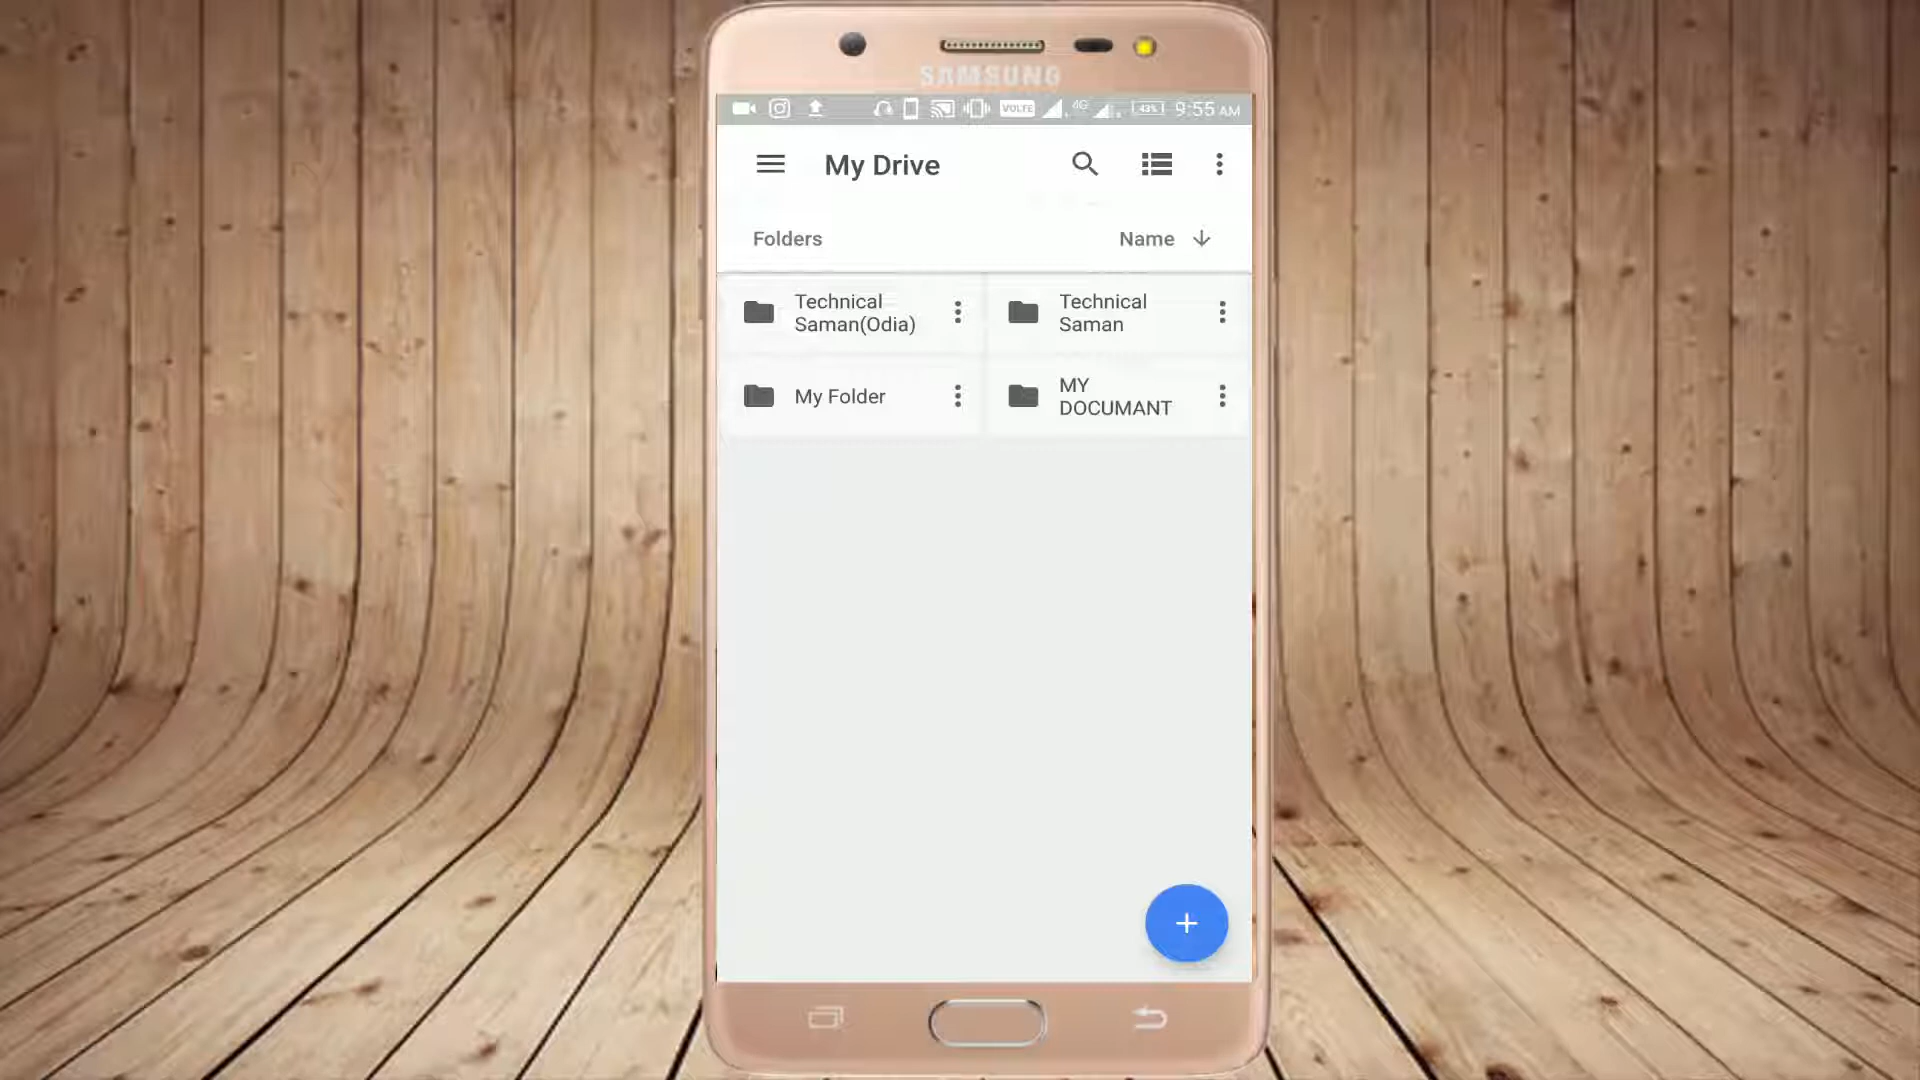 SAMSUNG
VOLTE 4G 43% 9:55 AM
My Drive
Folders Name
Technical
Saman(Odia)
Technical
Saman
My Folder
MY
DOCUMANT